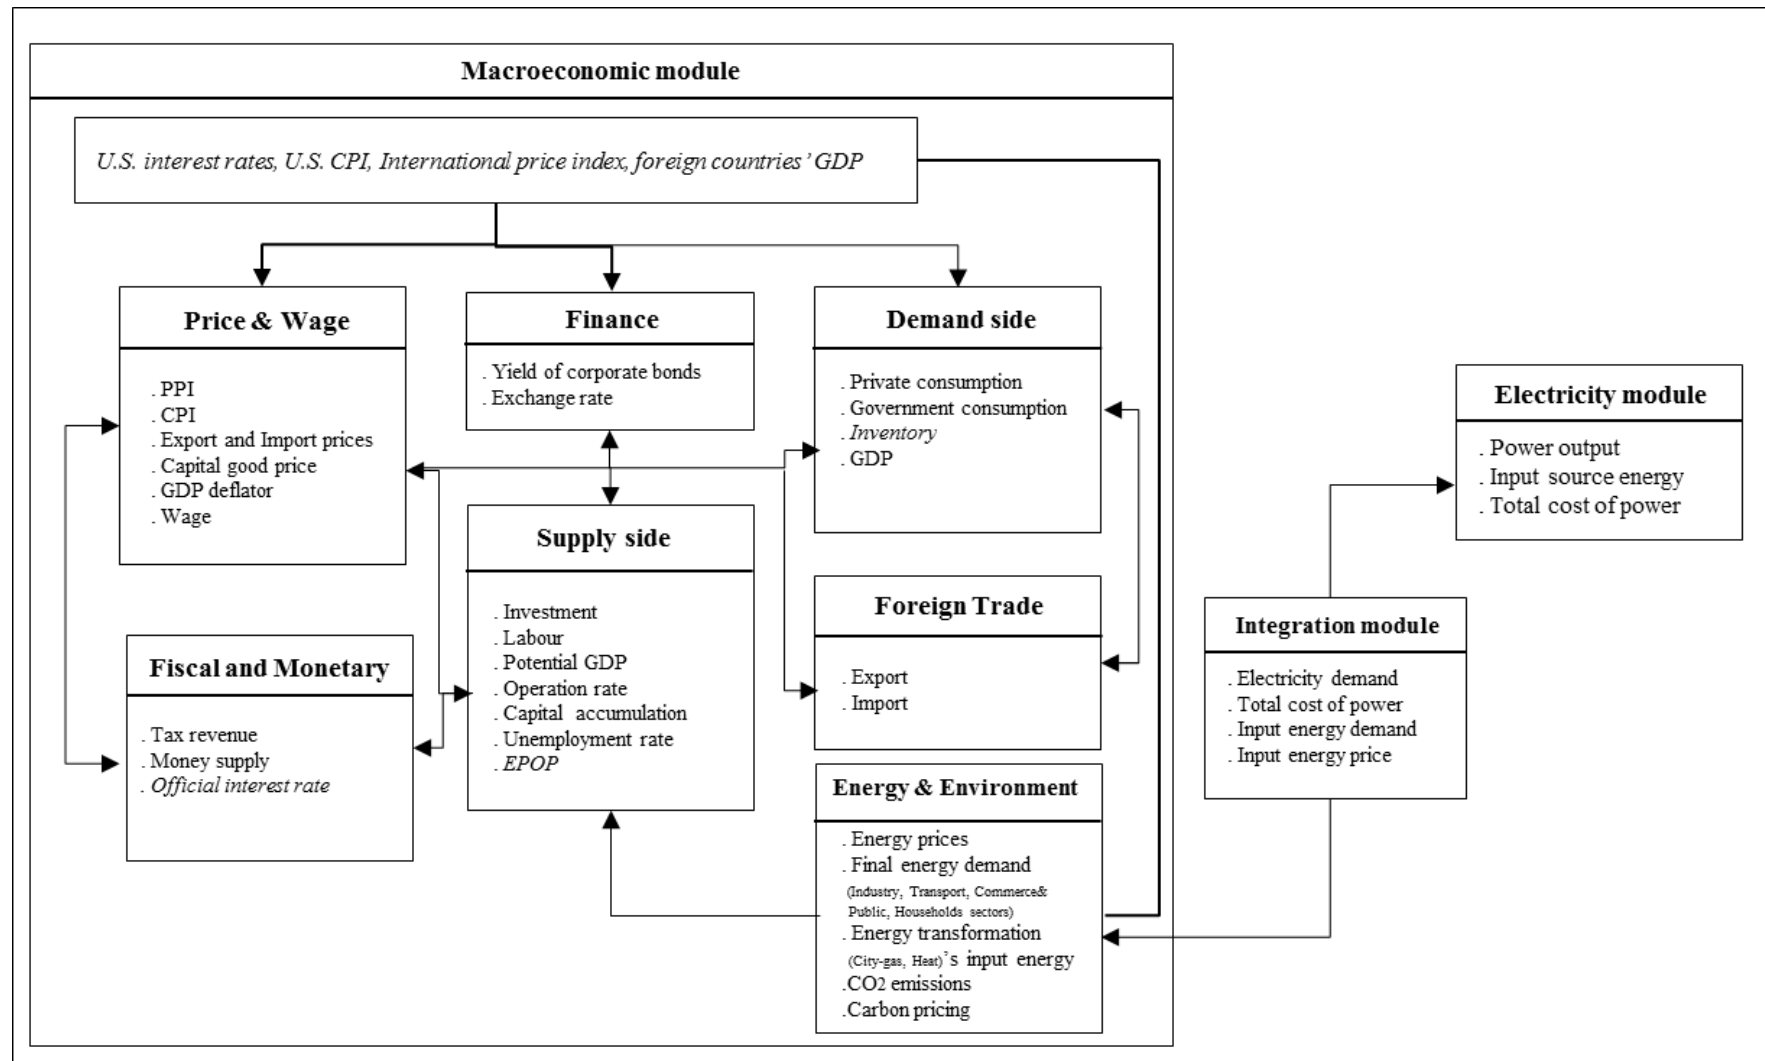 Macroeconomic module
U.S. interest rates, U.S. CPI, International price index, foreign countries’ GDP
Price & Wage
. PPI
. CPI
. Export and Import prices
. Capital good price
. GDP deflator
. Wage
Finance
. Yield of corporate bonds
. Exchange rate
Demand side
. Private consumption
. Government consumption
. Inventory
. GDP
Supply side
. Investment
. Labour
. Potential GDP
. Operation rate
. Capital accumulation
. Unemployment rate
. EPOP
Fiscal and Monetary
. Tax revenue
. Money supply
. Official interest rate
Foreign Trade
. Export
. Import
Energy & Environment
. Energy prices
. Final energy demand
(Industry, Transport, Commerce&
Public, Households sectors)
. Energy transformation
(City-gas, Heat)’s input energy
.CO2 emissions
.Carbon pricing
Electricity module
. Power output
. Input source energy
. Total cost of power
Integration module
. Electricity demand
. Total cost of power
. Input energy demand
. Input energy price